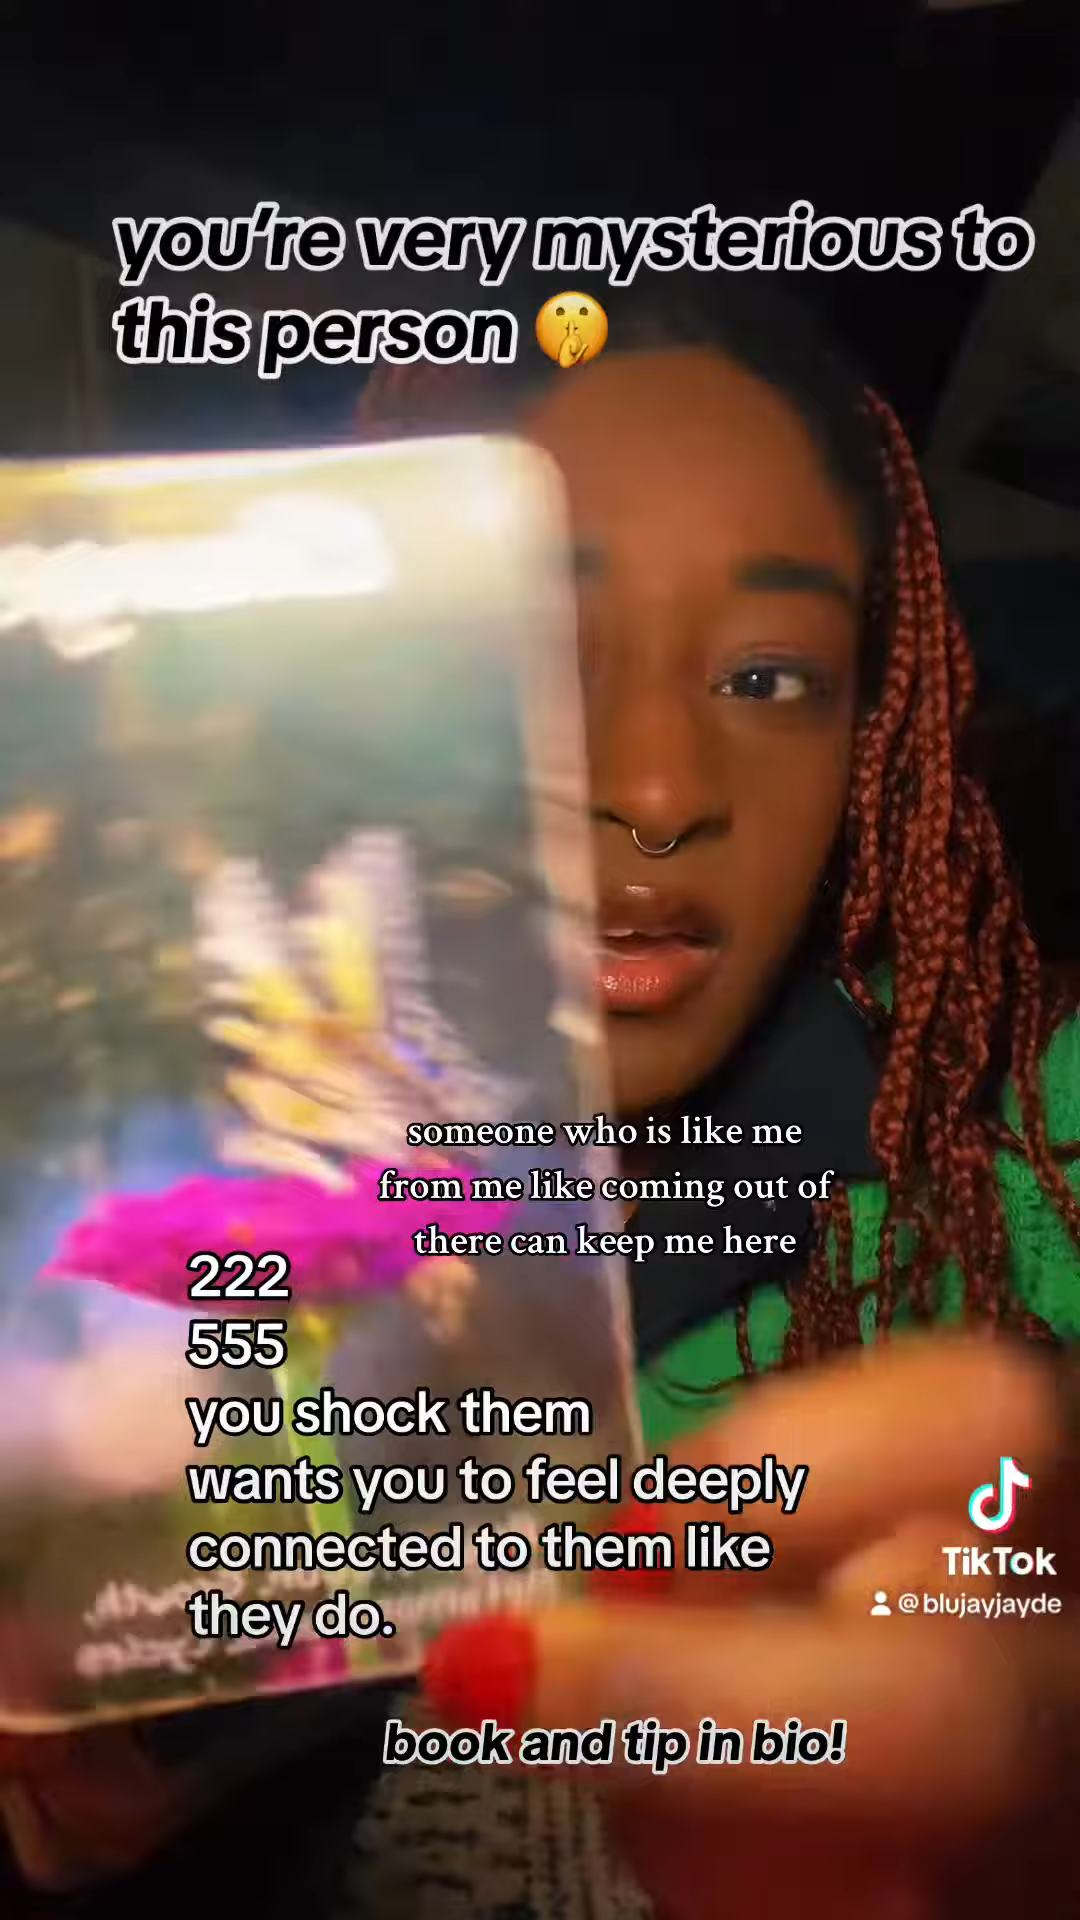 you're very mysterious to
this person 🤫
someone who is like me
from me like coming out of
there can keep me here
222
555
you shock them
wants you to feel deeply
connected to them like
they do.
TikTok
@blujayjayde
book and tip in bio!